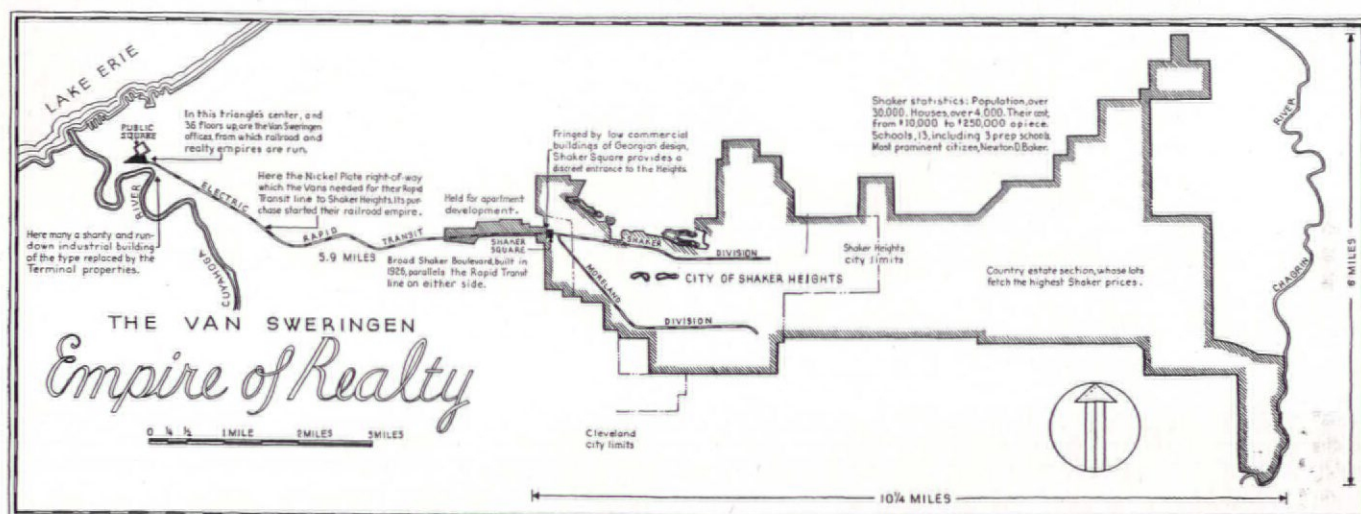 LAKE ERIE
PUBLIC
SQUARE
In this triangle's center, and
36 floors up, are the Van Sweringen
offices, from which railroad and
realty empires are run.
Here the Nickel Plate right-of-way
which the Vans needed for their Rapid
Transit line to Shaker Heights. Its pur-
chase started their railroad empire.
Here many a shanty and run-
down industrial building
of the type replaced by the
Terminal properties.
CUYAHOGA RIVER
ELECTRIC RAPID TRANSIT
5.9 MILES
Held for apartment
development.
Fringed by low commercial
buildings of Georgian design,
Shaker Square provides a
discreet entrance to the Heights.
SHAKER
SQUARE
Broad Shaker Boulevard, built in
1926, parallels the Rapid Transit
line on either side.
SHAKER DIVISION
MORELAND DIVISION
CITY OF SHAKER HEIGHTS
Shaker Heights
city limits
Shaker statistics: Population, over
30,000. Houses, over 4,000. Their cost,
from $10,000 to $250,000 apiece.
Schools, 13, including 3 prep schools.
Most prominent citizen, Newton D. Baker.
Country estate section, whose lots
fetch the highest Shaker prices.
CHAGRIN RIVER
6 MILES
THE VAN SWERINGEN
Empire of Realty
0 ¼ ½ 1 MILE 2 MILES 3 MILES
Cleveland
city limits
10¼ MILES